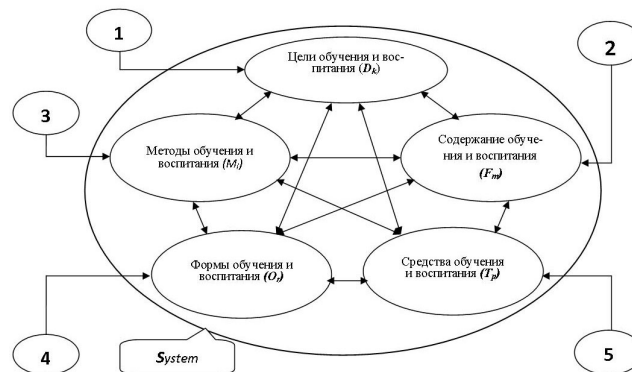 1
2
Цели обучения и вос-
питания (Dk)
3
Методы обучения и
воспитания (Ml)
Содержание обуче-
ния и воспитания
(Fm)
Формы обучения и
воспитания (Or)
Средства обучения
и воспитания (Tp)
4
System
5